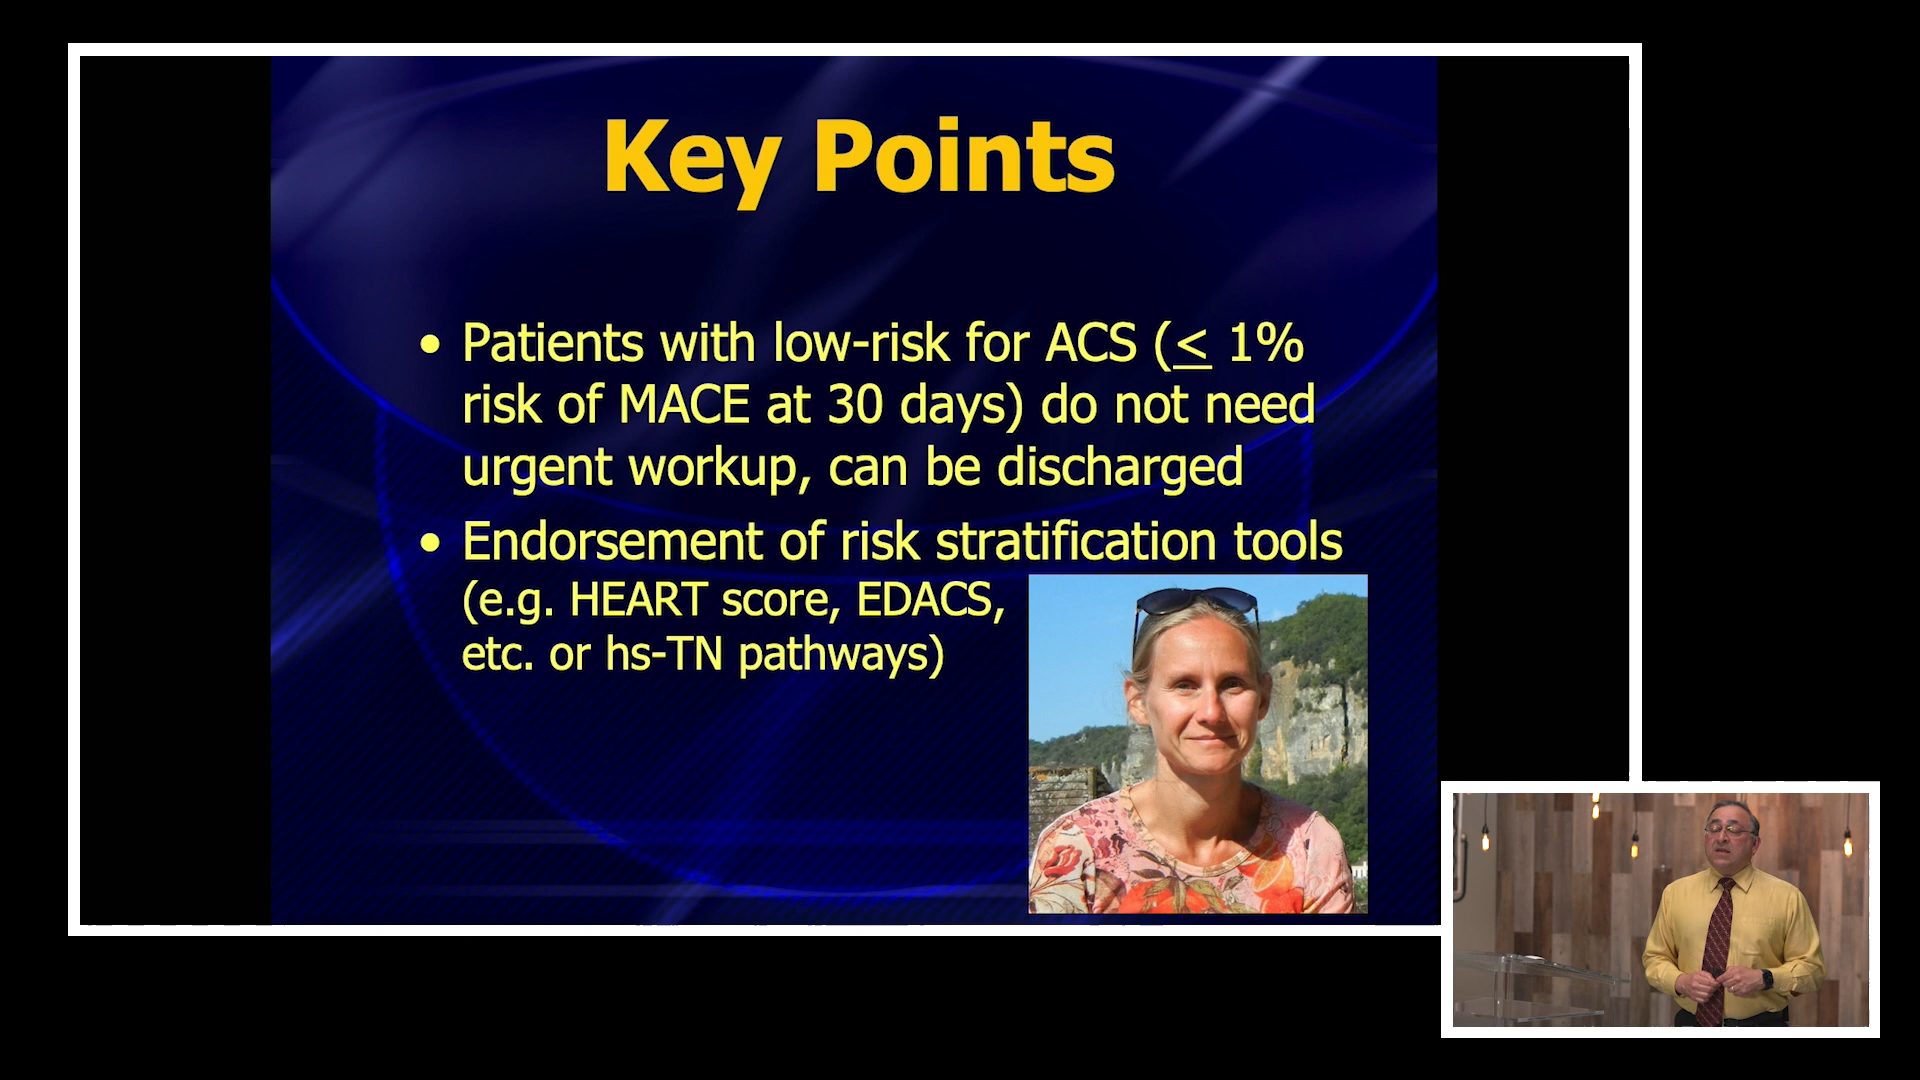 Key Points
• Patients with low-risk for ACS (< 1%
risk of MACE at 30 days) do not need
urgent workup, can be discharged
• Endorsement of risk stratification tools
(e.g. HEART score, EDACS,
etc. or hs-TN pathways)